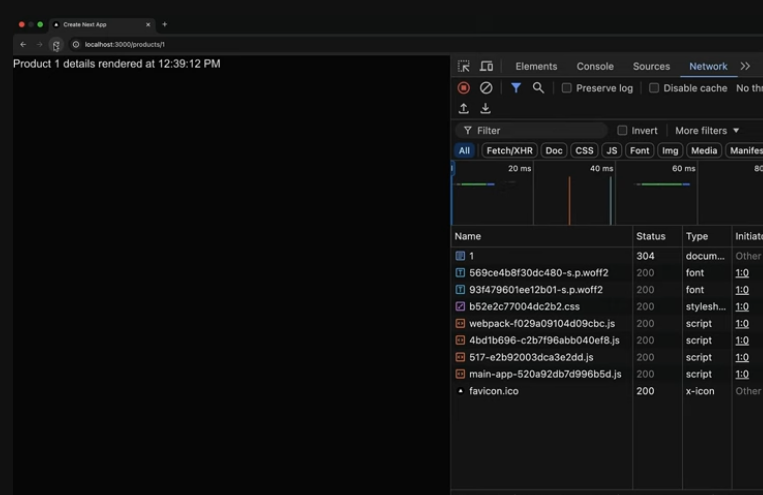 Create Next App
localhost:3000/products/1
Product 1 details rendered at 12:39:12 PM
Elements Console Sources Network
Preserve log Disable cache No
Filter Invert More filters
All Fetch/XHR Doc CSS JS Font Img Media
20 ms 40 ms 60 ms
Name Status Type
1 304 docum... Other
569ce4b8f30dc480-s.p.woff2 200 font 1:0
93f479601ee12b01-s.p.woff2 200 font 1:0
b52e2c77004dc2b2.css 200 stylesh... 1:0
webpack-f029a09104d09cbc.js 200 script 1:0
4bd1b696-c2b7f96abb040ef8.js 200 script 1:0
517-e2b92003dca3e2dd.js 200 script 1:0
main-app-520a92db7d996b5d.js 200 script 1:0
favicon.ico 200 x-icon Other